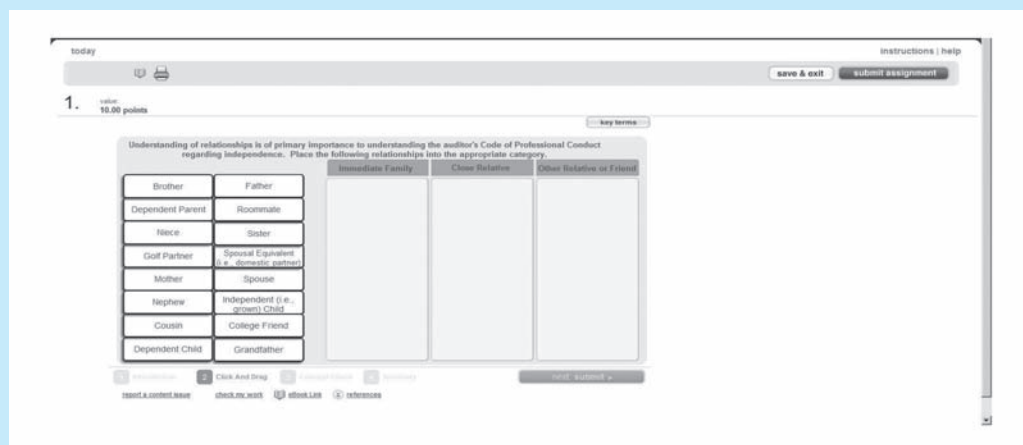 today
instructions | help
save & exit
submit assignment
1.
value:
10.00 points
key terms
Understanding of relationships is of primary importance to understanding the auditor's Code of Professional Conduct
regarding independence. Place the following relationships into the appropriate category.
Immediate Family
Close Relative
Other Relative or Friend
Brother
Father
Dependent Parent
Roommate
Niece
Sister
Golf Partner
Spousal Equivalent
(i.e., domestic partner)
Mother
Spouse
Nephew
Independent (i.e.,
grown) Child
Cousin
College Friend
Dependent Child
Grandfather
1
2
Click And Drag
3
4
next: submit
report a content issue
check my work
eBook Link
references